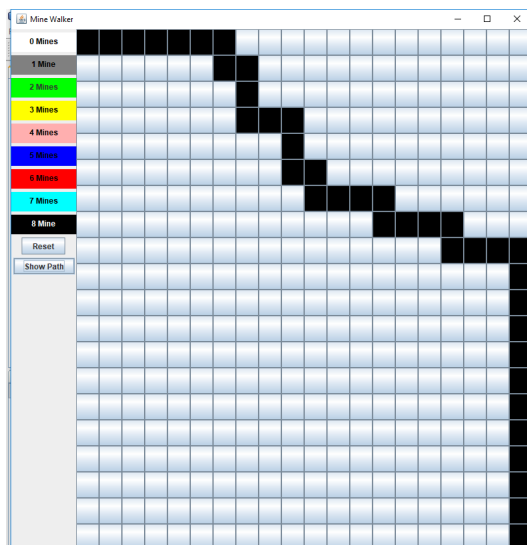 Mine Walker
0 Mines
1 Mine
2 Mines
3 Mines
4 Mines
5 Mines
6 Mines
7 Mines
8 Mine
Reset
Show Path